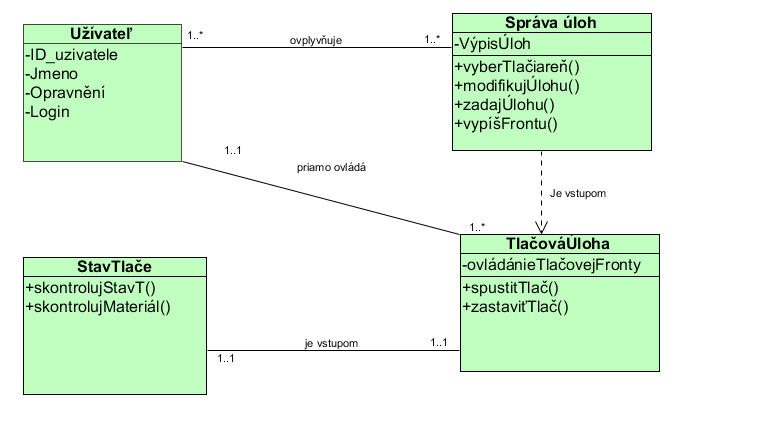 Užívateľ
-ID_uzivatele
-Jmeno
-Opravnění
-Login
1..*
ovplyvňuje
1..*
Správa úloh
-VýpisÚloh
+vyberTlačiareň()
+modifikujÚlohu()
+zadajÚlohu()
+vypíšFrontu()
1..1
priamo ovládá
1..*
Je vstupom
TlačováÚloha
-ovládánieTlačovejFronty
+spustitTlač()
+zastaviťTlač()
StavTlače
+skontrolujStavT()
+skontrolujMateriál()
1..1
je vstupom
1..1